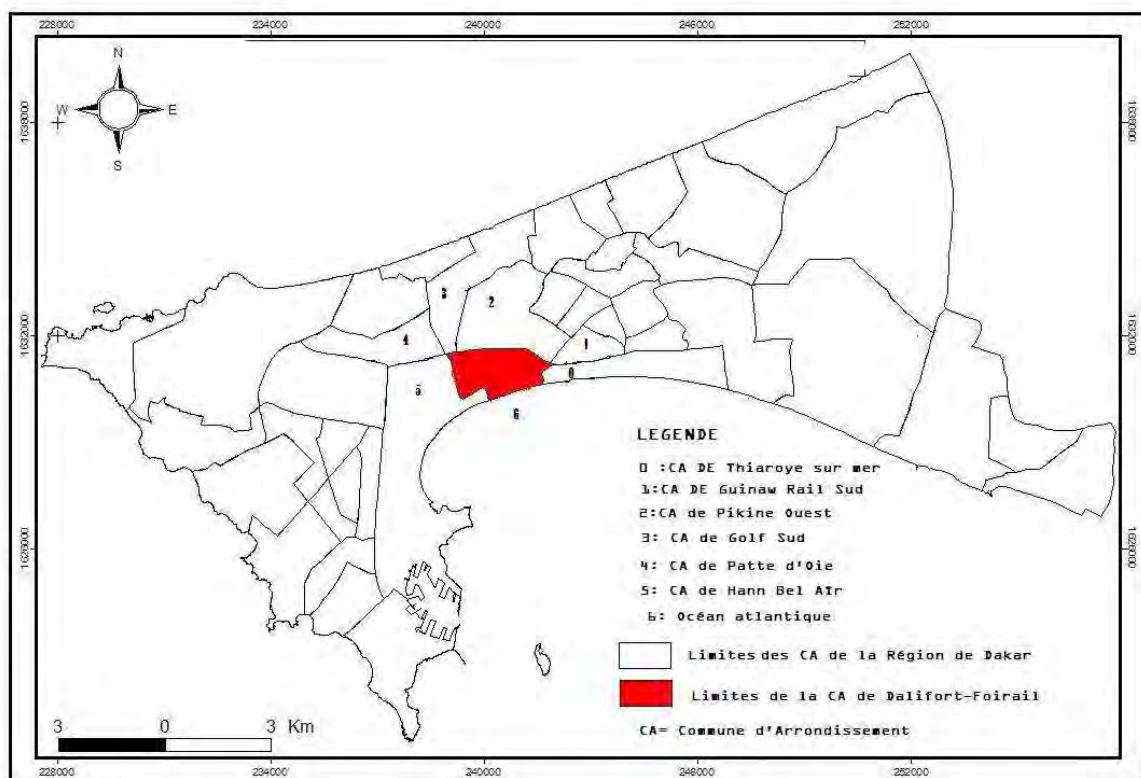 228000 234000 240000 246000 252000
N
W E
S
1638000 1638000
3
2
1632000 1632000
4
1
0
5
6
LEGENDE
0 :CA DE Thiaroye sur mer
1:CA DE Guinaw Rail Sud
2:CA de Pikine Ouest
3: CA de Golf Sud
4: CA de Patte d'Oie
5: CA de Hann Bel AIr
6: Océan atlantique
1626000
Limites des CA de la Région de Dakar
Limites de la CA de Dalifort-Foirail
CA= Commune d'Arrondissement
3 0 3 Km
228000 234000 240000 246000 252000